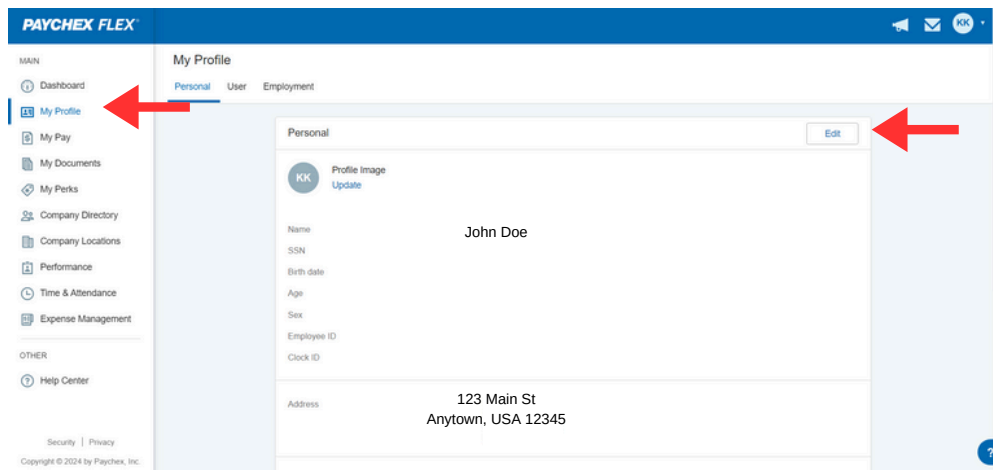 PAYCHEX FLEX®
KK
MAIN
Dashboard
My Profile
My Pay
My Documents
My Perks
Company Directory
Company Locations
Performance
Time & Attendance
Expense Management
OTHER
Help Center
Security | Privacy
Copyright © 2024 by Paychex, Inc.
My Profile
Personal User Employment
Personal
Edit
KK
Profile Image
Update
Name John Doe
SSN
Birth date
Age
Sex
Employee ID
Clock ID
Address 123 Main St
Anytown, USA 12345
?